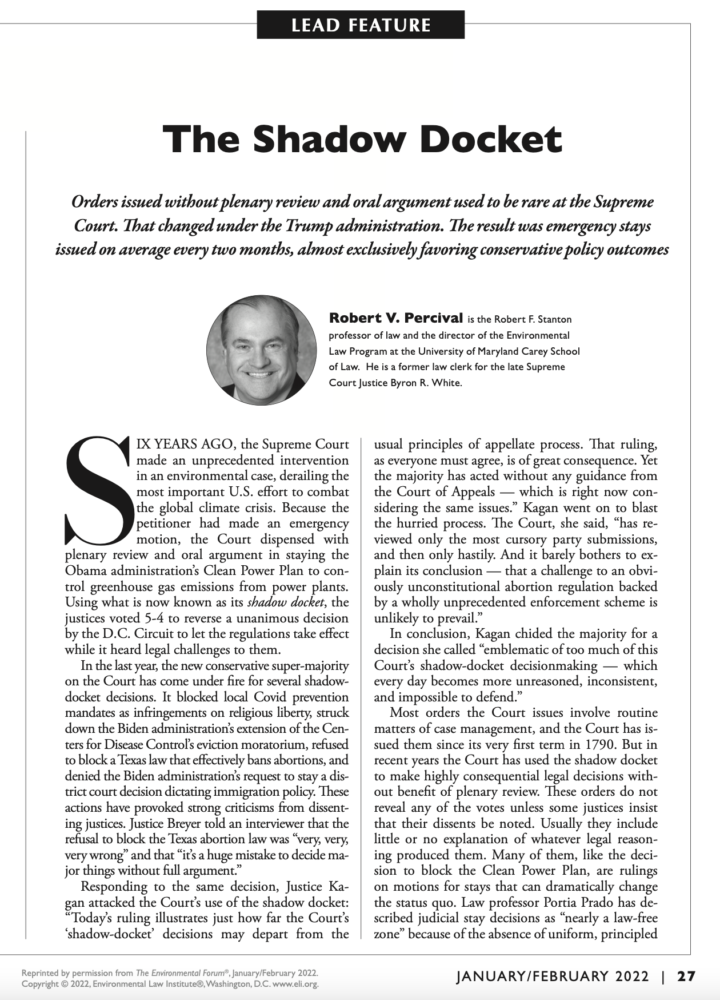 LEAD FEATURE
The Shadow Docket
Orders issued without plenary review and oral argument used to be rare at the Supreme
Court. That changed under the Trump administration. The result was emergency stays
issued on average every two months, almost exclusively favoring conservative policy outcomes
Robert V. Percival is the Robert F. Stanton
professor of law and the director of the Environmental
Law Program at the University of Maryland Carey School
of Law.  He is a former law clerk for the late Supreme
Court Justice Byron R. White.
SIX YEARS AGO, the Supreme Court
made an unprecedented intervention
in an environmental case, derailing the
most important U.S. effort to combat
the global climate crisis. Because the
petitioner had made an emergency
motion, the Court dispensed with
plenary review and oral argument in staying the
Obama administration’s Clean Power Plan to con-
trol greenhouse gas emissions from power plants.
Using what is now known as its shadow docket, the
justices voted 5-4 to reverse a unanimous decision
by the D.C. Circuit to let the regulations take effect
while it heard legal challenges to them.
In the last year, the new conservative super-majority
on the Court has come under fire for several shadow-
docket decisions. It blocked local Covid prevention
mandates as infringements on religious liberty, struck
down the Biden administration’s extension of the Cen-
ters for Disease Control’s eviction moratorium, refused
to block a Texas law that effectively bans abortions, and
denied the Biden administration’s request to stay a dis-
trict court decision dictating immigration policy. These
actions have provoked strong criticisms from dissent-
ing justices. Justice Breyer told an interviewer that the
refusal to block the Texas abortion law was “very, very,
very wrong” and that “it’s a huge mistake to decide ma-
jor things without full argument.”
Responding to the same decision, Justice Ka-
gan attacked the Court’s use of the shadow docket:
“Today’s ruling illustrates just how far the Court’s
‘shadow-docket’ decisions may depart from the
usual principles of appellate process. That ruling,
as everyone must agree, is of great consequence. Yet
the majority has acted without any guidance from
the Court of Appeals — which is right now con-
sidering the same issues.” Kagan went on to blast
the hurried process. The Court, she said, “has re-
viewed only the most cursory party submissions,
and then only hastily. And it barely bothers to ex-
plain its conclusion — that a challenge to an obvi-
ously unconstitutional abortion regulation backed
by a wholly unprecedented enforcement scheme is
unlikely to prevail.”
In conclusion, Kagan chided the majority for a
decision she called “emblematic of too much of this
Court’s shadow-docket decisionmaking — which
every day becomes more unreasoned, inconsistent,
and impossible to defend.”
Most orders the Court issues involve routine
matters of case management, and the Court has is-
sued them since its very first term in 1790. But in
recent years the Court has used the shadow docket
to make highly consequential legal decisions with-
out benefit of plenary review. These orders do not
reveal any of the votes unless some justices insist
that their dissents be noted. Usually they include
little or no explanation of whatever legal reason-
ing produced them. Many of them, like the deci-
sion to block the Clean Power Plan, are rulings
on motions for stays that can dramatically change
the status quo. Law professor Portia Prado has de-
scribed judicial stay decisions as “nearly a law-free
zone” because of the absence of uniform, principled
Reprinted by permission from The Environmental Forum®, January/February 2022.
Copyright © 2022, Environmental Law Institute®, Washington, D.C. www.eli.org.
JANUARY/FEBRUARY 2022 | 27